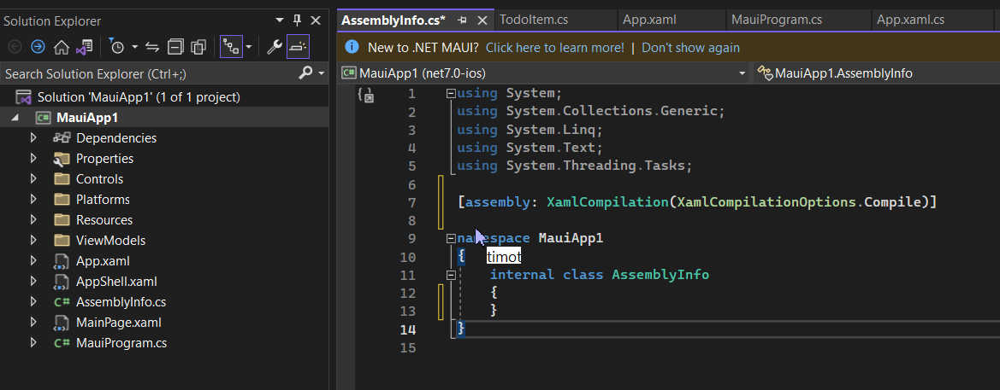 Solution Explorer
Search Solution Explorer (Ctrl+;)
Solution 'MauiApp1' (1 of 1 project)
MauiApp1
Dependencies
Properties
Controls
Platforms
Resources
ViewModels
App.xaml
AppShell.xaml
AssemblyInfo.cs
MainPage.xaml
MauiProgram.cs
AssemblyInfo.cs* TodoItem.cs App.xaml MauiProgram.cs App.xaml.cs
New to .NET MAUI? Click here to learn more! | Don't show again
MauiApp1 (net7.0-ios) MauiApp1.AssemblyInfo
1 using System;
2 using System.Collections.Generic;
3 using System.Linq;
4 using System.Text;
5 using System.Threading.Tasks;
6
7 [assembly: XamlCompilation(XamlCompilationOptions.Compile)]
8
9 namespace MauiApp1
10 { timot
11 internal class AssemblyInfo
12 {
13 }
14 }
15